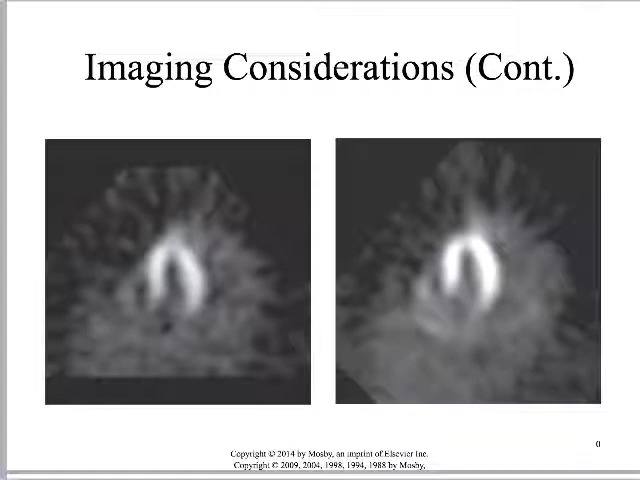 Imaging Considerations (Cont.)
0
Copyright © 2014 by Mosby, an imprint of Elsevier Inc.
Copyright © 2009, 2004, 1998, 1994, 1988 by Mosby,